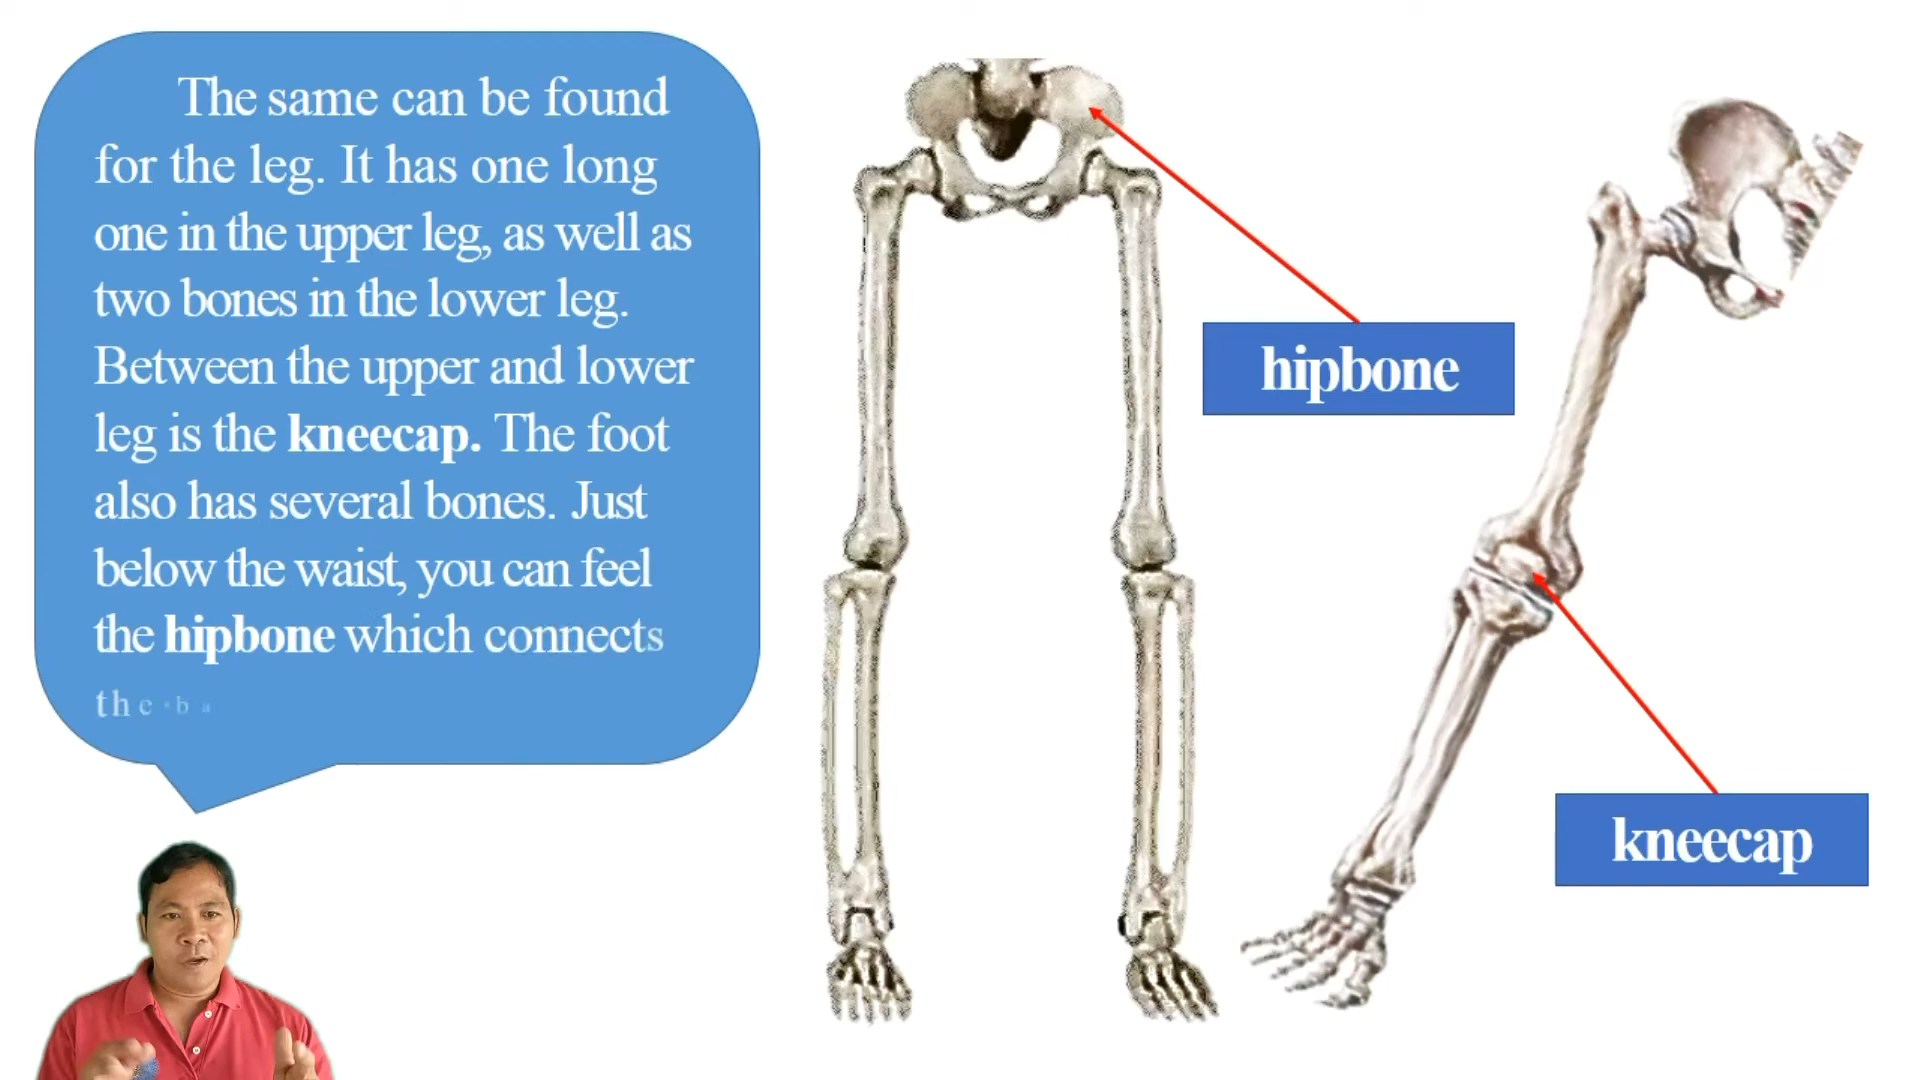 The same can be found
for the leg. It has one long
one in the upper leg, as well as
two bones in the lower leg.
Between the upper and lower
leg is the kneecap. The foot
also has several bones. Just
below the waist, you can feel
the hipbone which connects
the ba
hipbone
kneecap